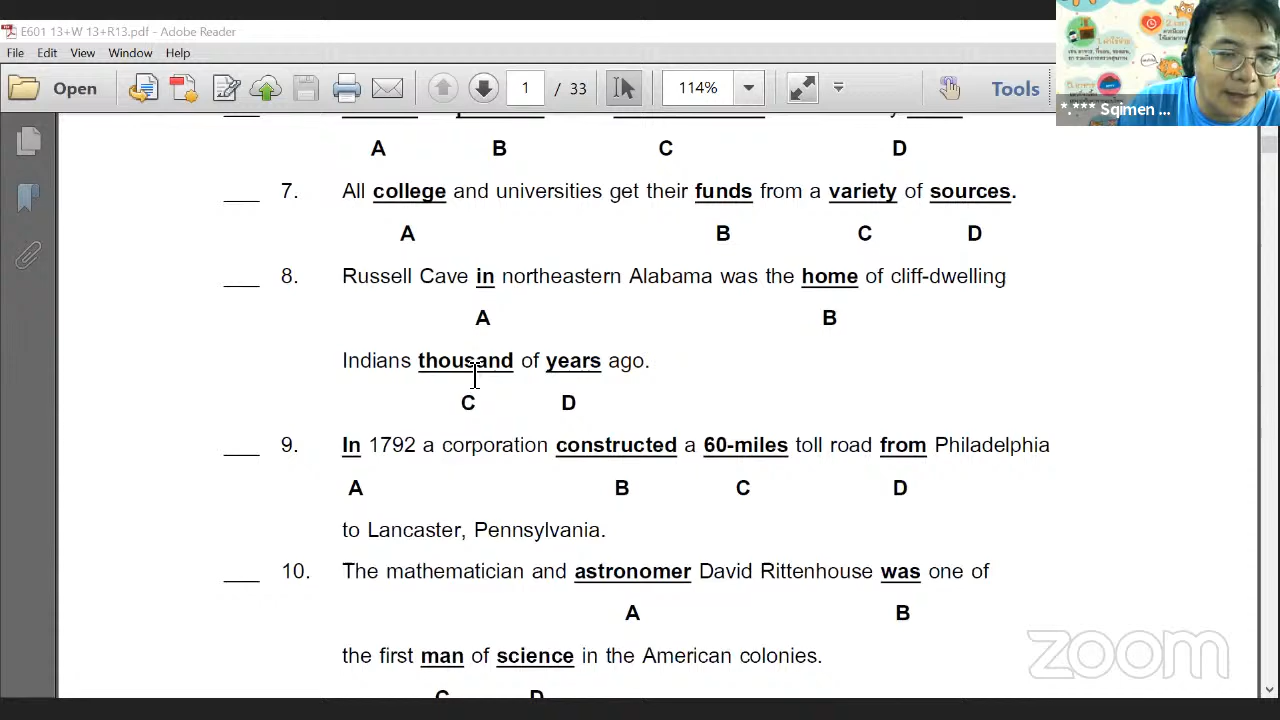 E601 13+W 13+R13.pdf - Adobe Reader
File Edit View Window Help
Open 1 / 33 114% Tools
*.*** Sqimen ...
A B C D
___ 7. All college and universities get their funds from a variety of sources.
A B C D
___ 8. Russell Cave in northeastern Alabama was the home of cliff-dwelling
A B
Indians thousand of years ago.
C D
___ 9. In 1792 a corporation constructed a 60-miles toll road from Philadelphia
A B C D
to Lancaster, Pennsylvania.
___ 10. The mathematician and astronomer David Rittenhouse was one of
A B
the first man of science in the American colonies.
C D
zoom